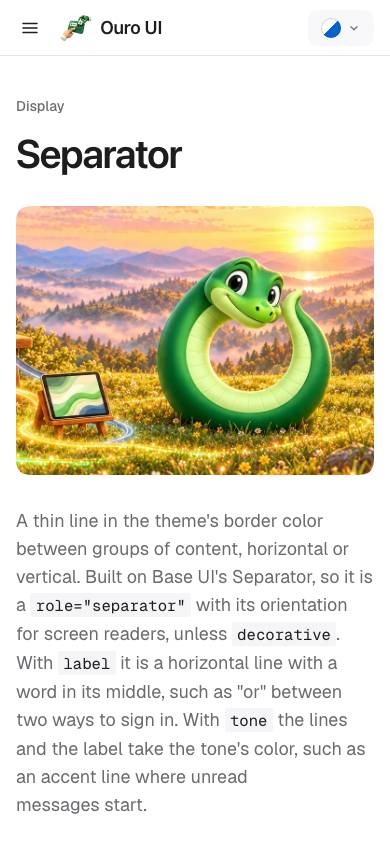 Ouro UI
Display
Separator
A thin line in the theme's border color
between groups of content, horizontal or
vertical. Built on Base UI's Separator, so it is
a role="separator" with its orientation
for screen readers, unless decorative.
With label it is a horizontal line with a
word in its middle, such as "or" between
two ways to sign in. With tone the lines
and the label take the tone's color, such as
an accent line where unread
messages start.